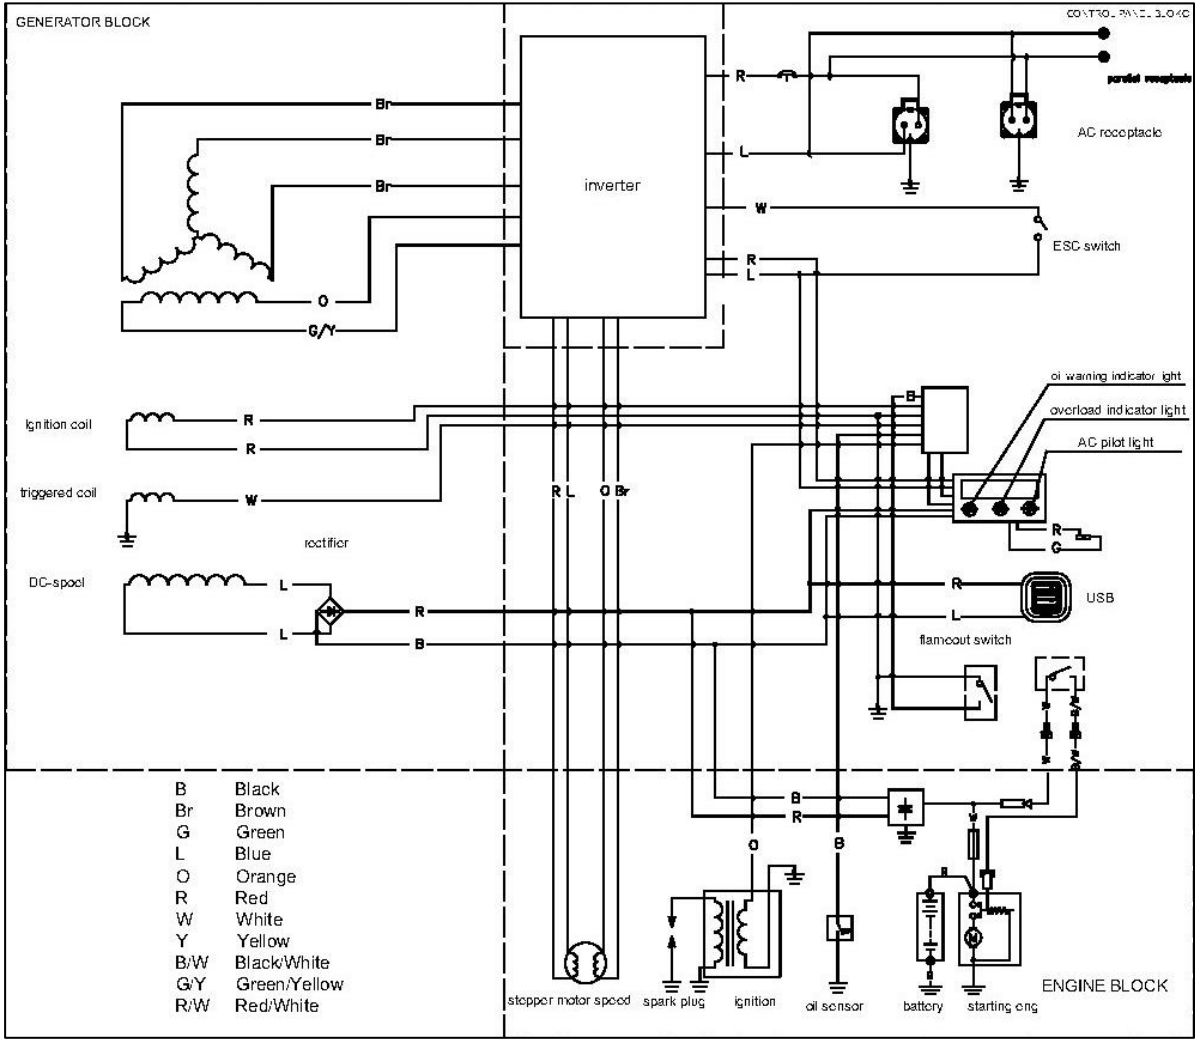 GENERATOR BLOCK
Br
Br
Br
O
G/Y
inverter
R
L
W
R
L
parallel receptacle
AC receptacle
ESC switch
oi warning indicator light
overload indicator light
AC pilot light
Ignition coil
R
R
triggered coil
W
rectifier
DC-spool
L
L
R
B
R L
O Br
B
R
G
R
L
USB
flameout switch
W
B/W
W
B/W
B Black
Br Brown
G Green
L Blue
O Orange
R Red
W White
Y Yellow
B/W Black/White
G/Y Green/Yellow
R/W Red/White
B
R
O
B
W
M
ENGINE BLOCK
stepper motor speed
spark plug
ignition
oil sensor
battery
starting eng